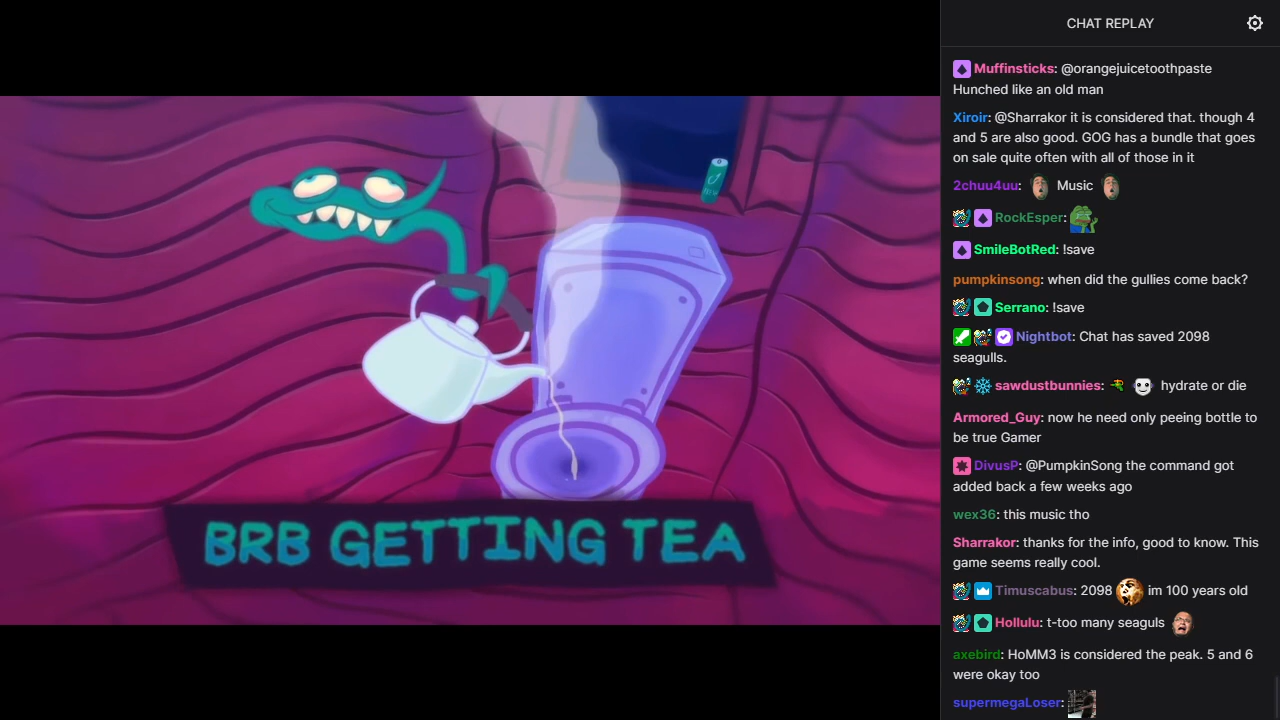 BRB GETTING TEA
CHAT REPLAY
Muffinsticks: @orangejuicetoothpaste
Hunched like an old man
Xiroir: @Sharrakor it is considered that. though 4
and 5 are also good. GOG has a bundle that goes
on sale quite often with all of those in it
2chuu4uu: Music
RockEsper:
SmileBotRed: !save
pumpkinsong: when did the gullies come back?
Serrano: !save
Nightbot: Chat has saved 2098
seagulls.
sawdustbunnies: hydrate or die
Armored_Guy: now he need only peeing bottle to
be true Gamer
DivusP: @PumpkinSong the command got
added back a few weeks ago
wex36: this music tho
Sharrakor: thanks for the info, good to know. This
game seems really cool.
Timuscabus: 2098 im 100 years old
Hollulu: t-too many seaguls
axebird: HoMM3 is considered the peak. 5 and 6
were okay too
supermegaLoser: